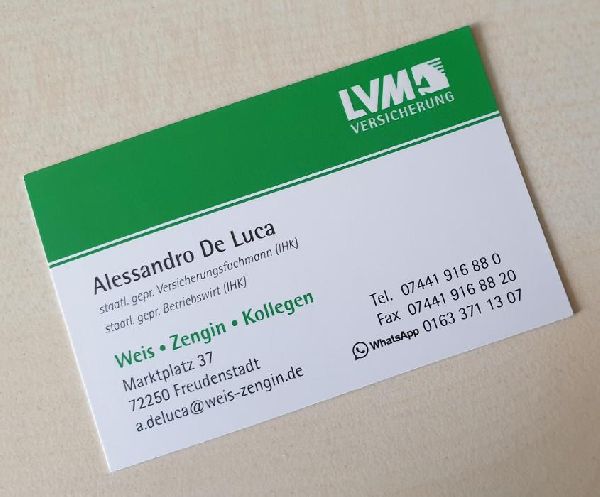 LVM
VERSICHERUNG
Alessandro De Luca
staatl. gepr. Versicherungsfachmann (IHK)
staatl. gepr. Betriebswirt (IHK)
Weis • Zengin • Kollegen
Marktplatz 37
72250 Freudenstadt
a.deluca@weis-zengin.de
Tel. 07441 916 88 0
Fax 07441 916 88 20
WhatsApp 0163 371 13 07